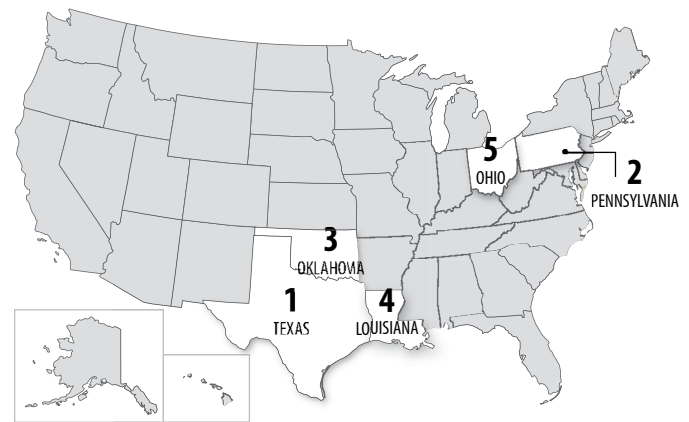 5
OHIO
2
PENNSYLVANIA
3
OKLAHOMA
1
TEXAS
4
LOUISIANA